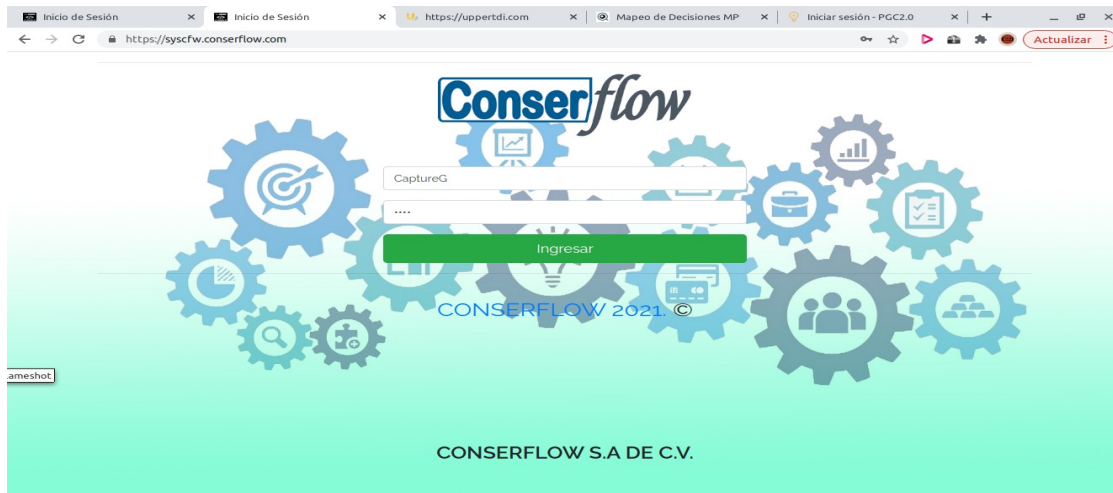 Inicio de Sesión
Inicio de Sesión
https://uppertdi.com
Mapeo de Decisiones MP
Iniciar sesión - PGC2.0
https://syscfw.conserflow.com
Actualizar
Conserflow
CaptureG
....
Ingresar
CONSERFLOW 2021. ©
ameshot
CONSERFLOW S.A DE C.V.